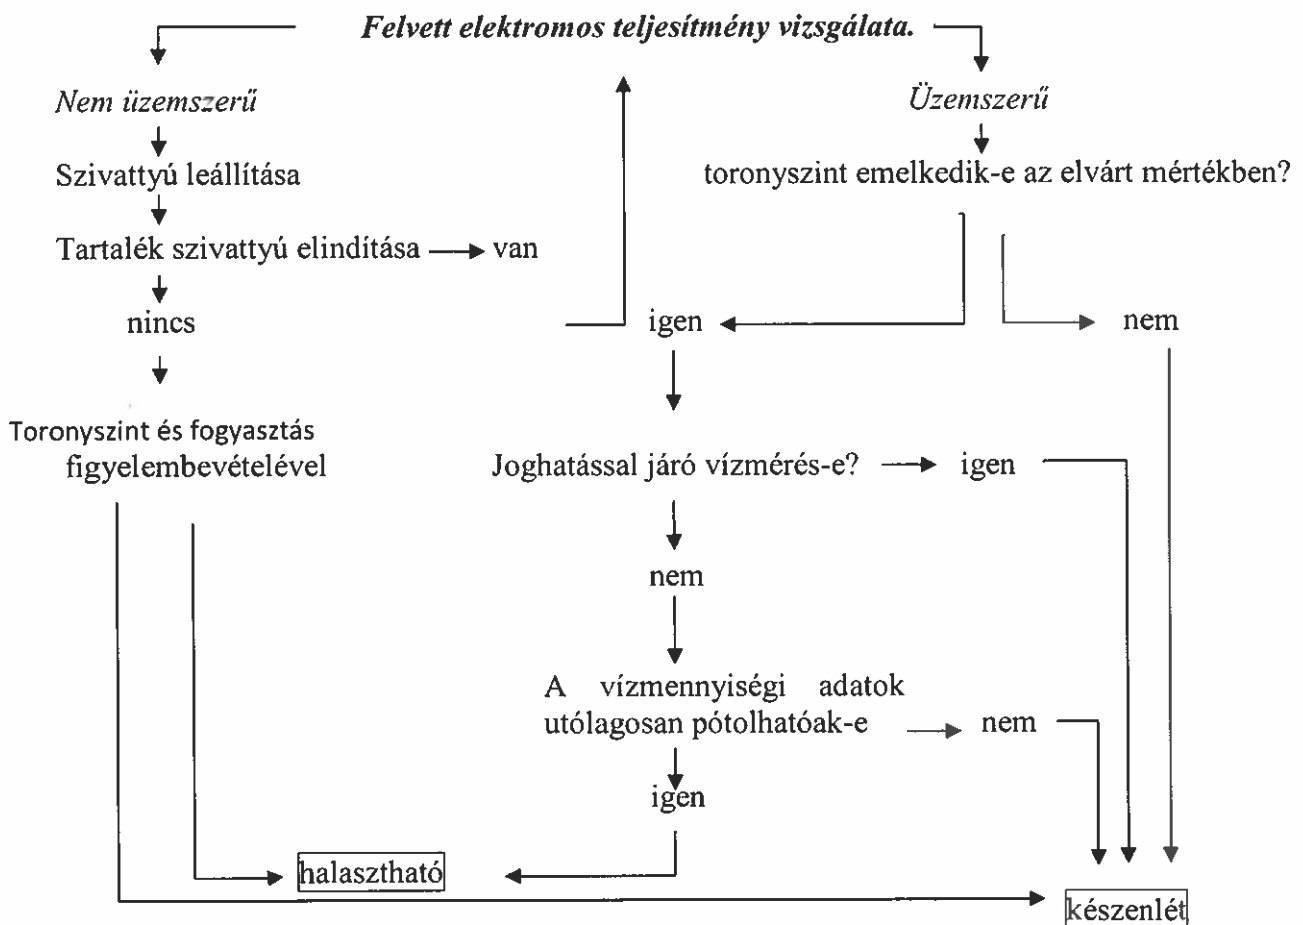 Felvett elektromos teljesítmény vizsgálata.
Nem üzemszerű
Üzemszerű
Szivattyú leállítása
toronyszint emelkedik-e az elvárt mértékben?
Tartalék szivattyú elindítása
van
nincs
igen
nem
Toronyszint és fogyasztás
figyelembevételével
Joghatással járó vízmérés-e?
igen
nem
A vízmennyiségi adatok
utólagosan pótolhatóak-e
nem
igen
halasztható
készenlét